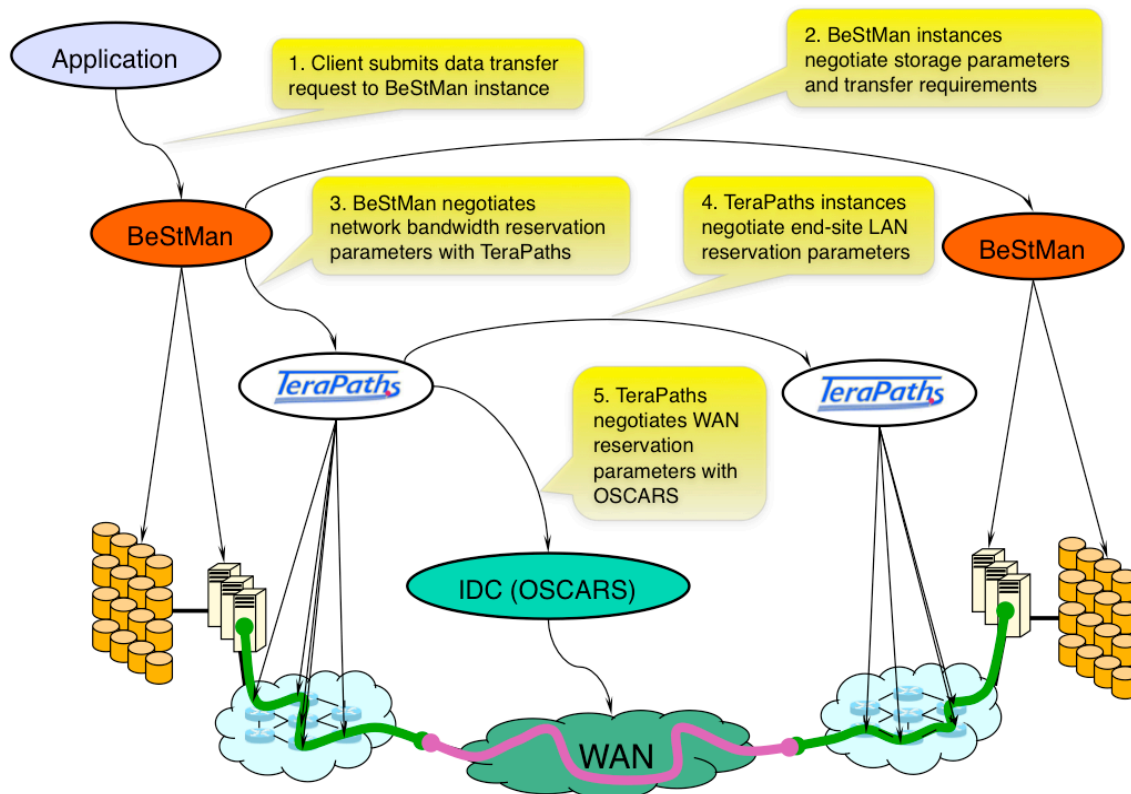 Application
1. Client submits data transfer
request to BeStMan instance
2. BeStMan instances
negotiate storage parameters
and transfer requirements
BeStMan
3. BeStMan negotiates
network bandwidth reservation
parameters with TeraPaths
4. TeraPaths instances
negotiate end-site LAN
reservation parameters
BeStMan
TeraPaths
5. TeraPaths
negotiates WAN
reservation
parameters with
OSCARS
TeraPaths
IDC (OSCARS)
WAN